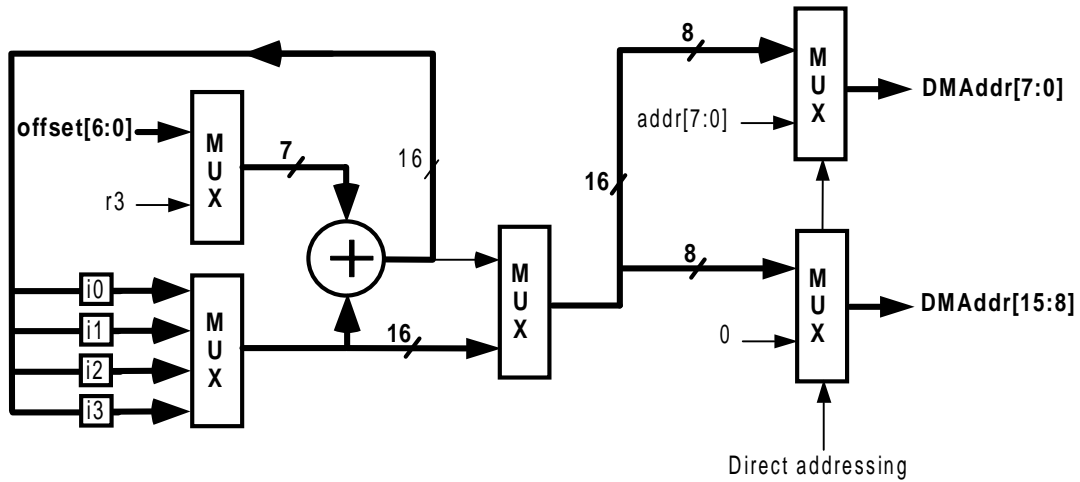 8
MUX
DMAddr[7:0]
addr[7:0]
offset[6:0]
MUX
7
16
r3
16
+
8
MUX
DMAddr[15:8]
MUX
0
i0
i1
i2
i3
MUX
16
Direct addressing